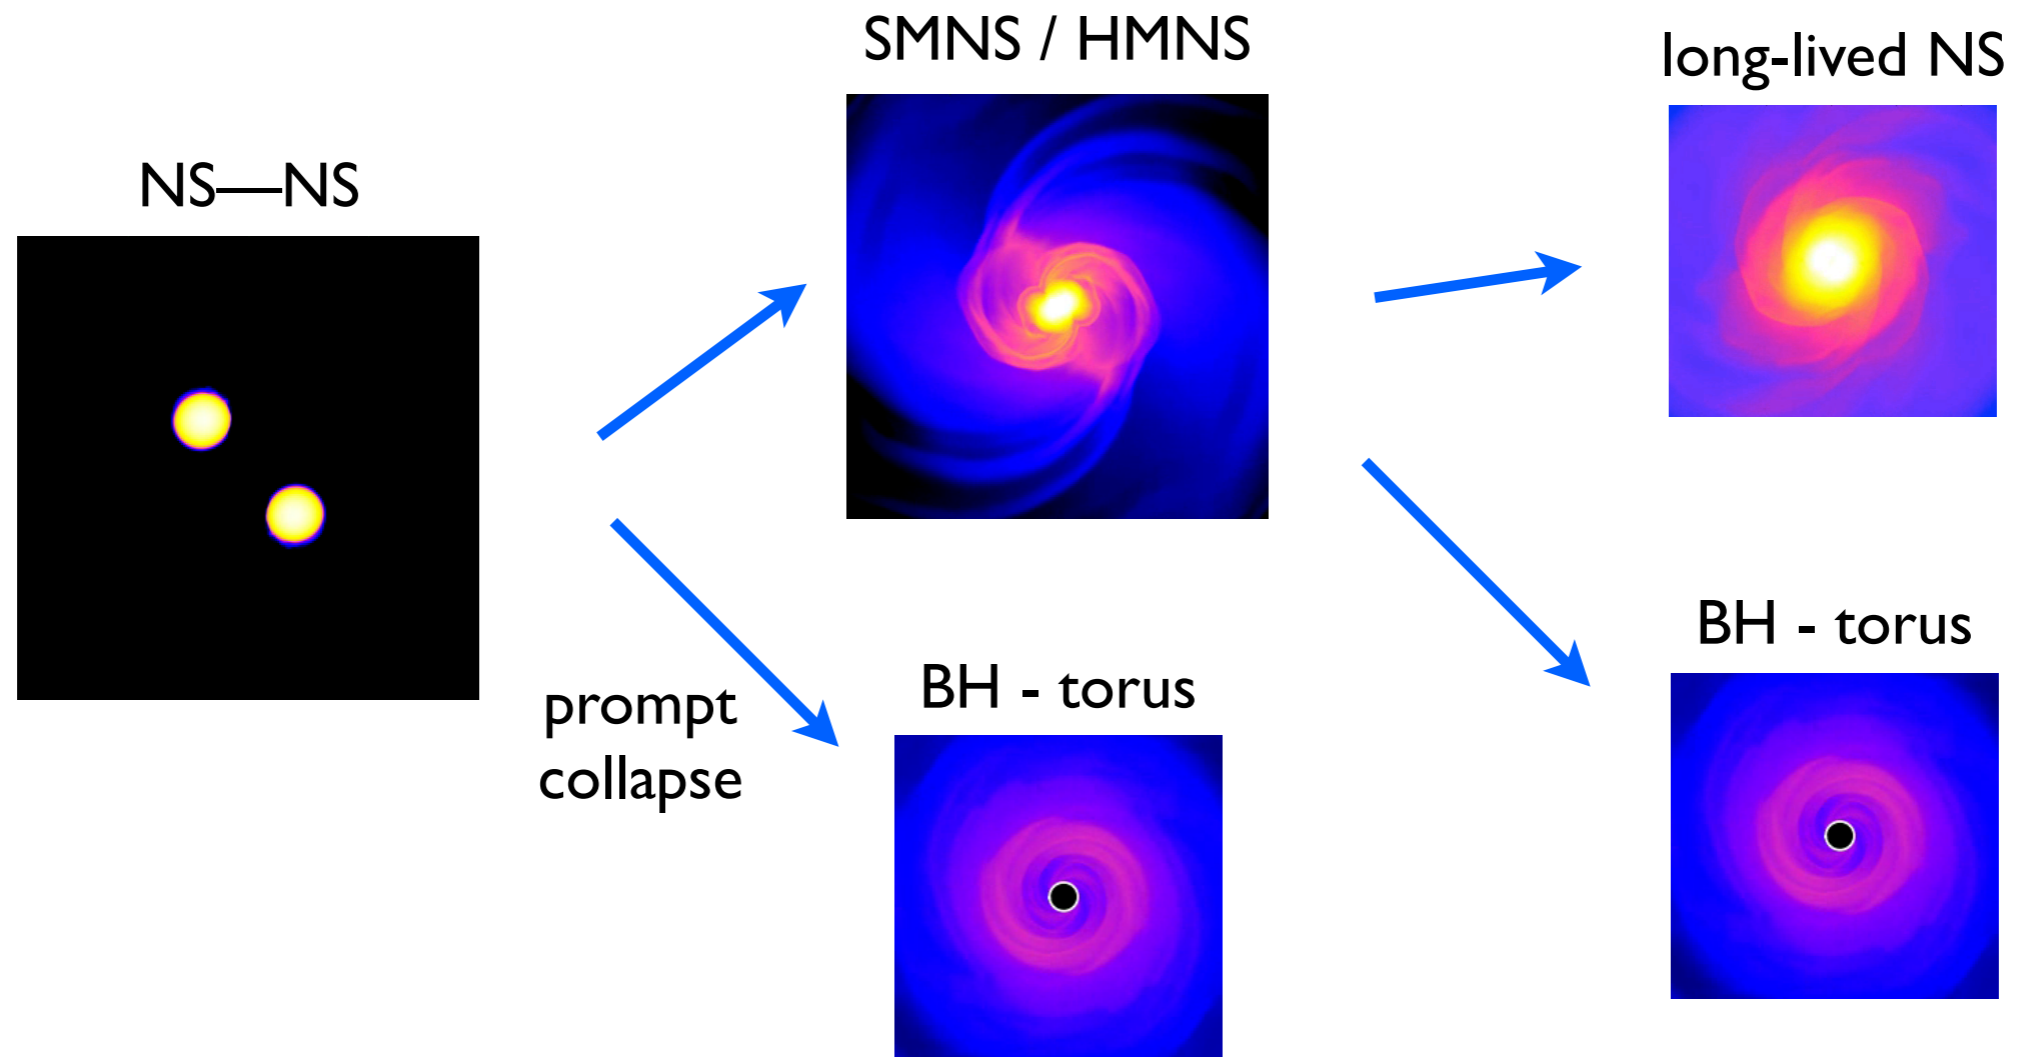 SMNS / HMNS
long-lived NS
NS—NS
BH - torus
BH - torus
prompt
collapse